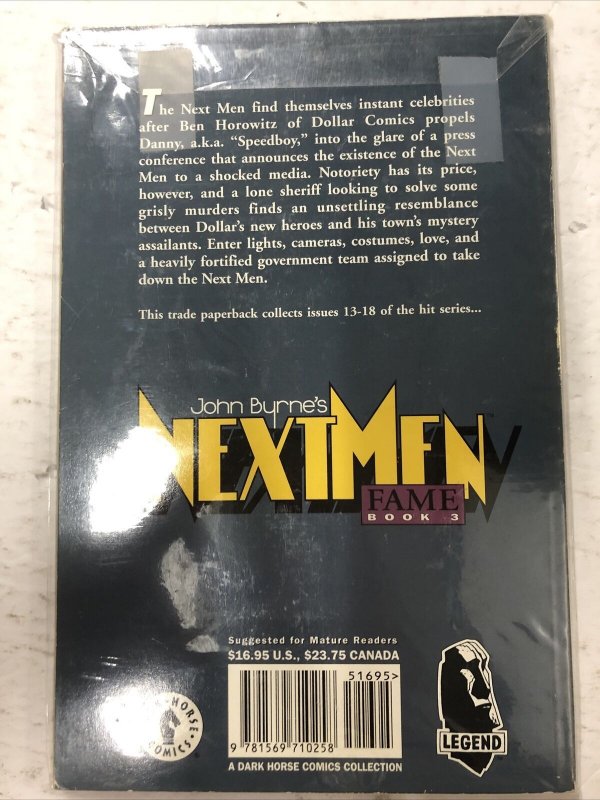 The Next Men find themselves instant celebrities
after Ben Horowitz of Dollar Comics propels
Danny, a.k.a. “Speedboy,” into the glare of a press
conference that announces the existence of the Next
Men to a shocked media. Notoriety has its price,
however, and a lone sheriff looking to solve some
grisly murders finds an unsettling resemblance
between Dollar's new heroes and his town's mystery
assailants. Enter lights, cameras, costumes, love, and
a heavily fortified government team assigned to take
down the Next Men.
This trade paperback collects issues 13-18 of the hit series...
John Byrne's
NEXTMEN
FAME
BOOK 3
Suggested for Mature Readers
$16.95 U.S., $23.75 CANADA
51695>
9 781569 710258
A DARK HORSE COMICS COLLECTION
HORSE
COMICS
LEGEND